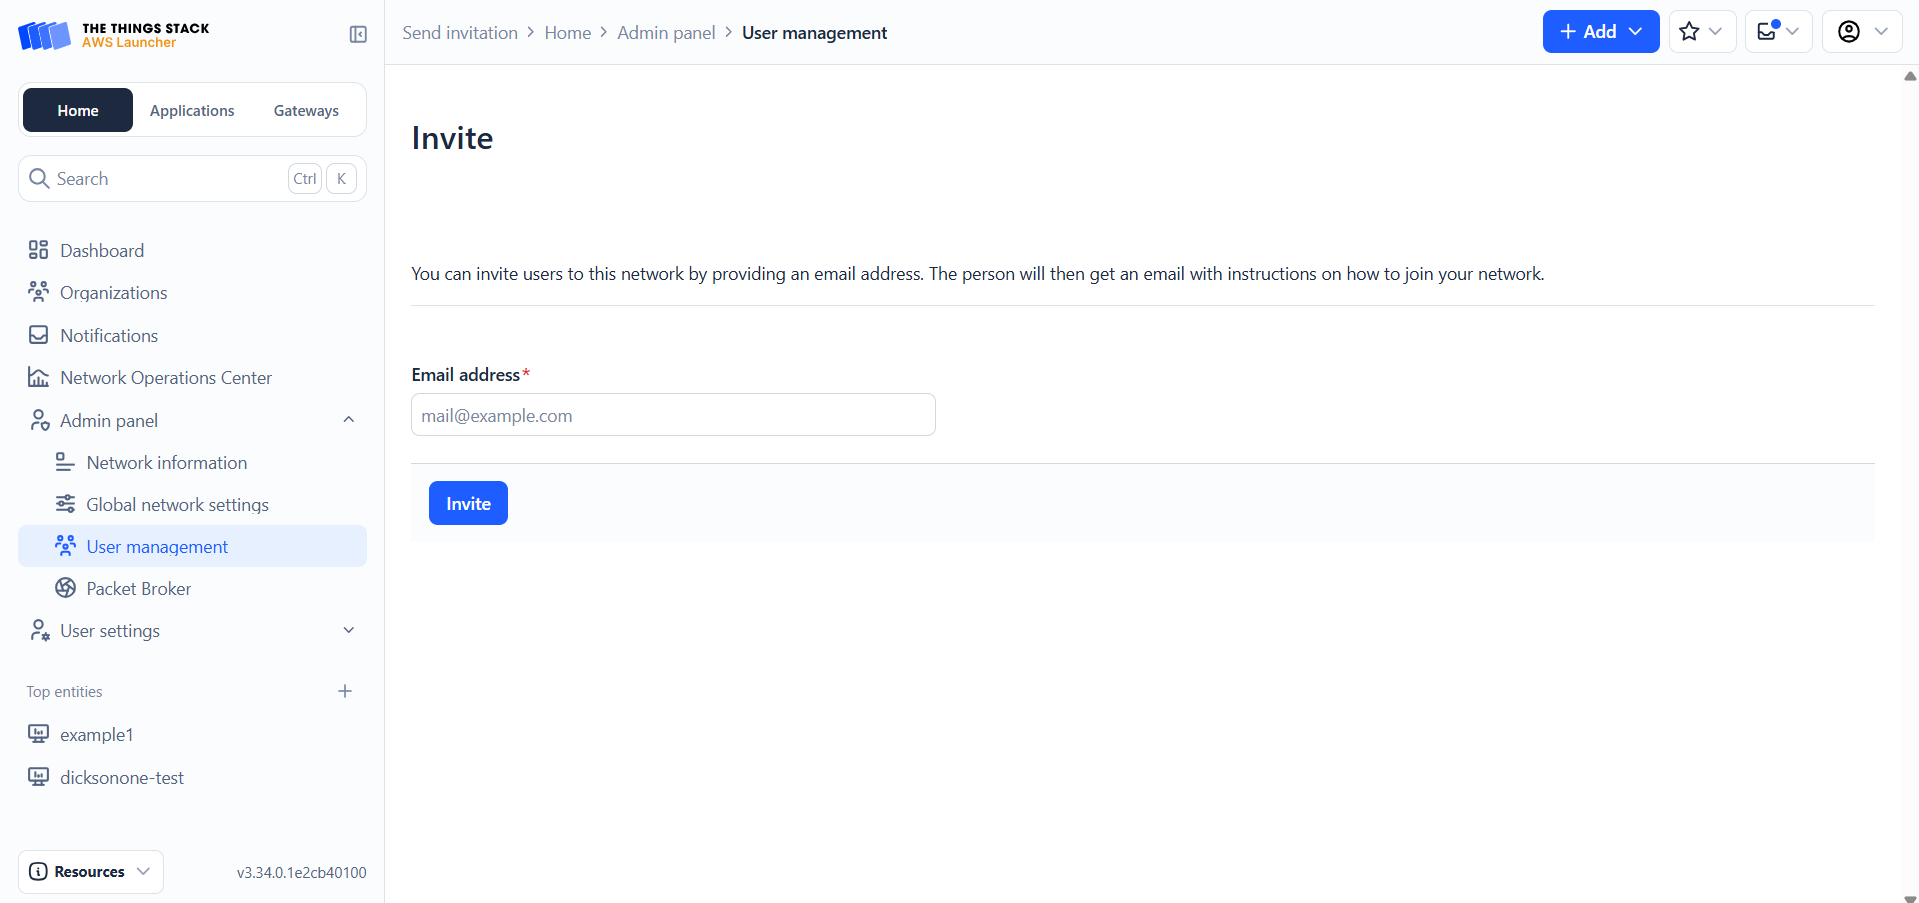 THE THINGS STACK
AWS Launcher
Send invitation > Home > Admin panel > User management
+ Add
Home Applications Gateways
Search Ctrl K
Dashboard
Organizations
Notifications
Network Operations Center
Admin panel
Network information
Global network settings
User management
Packet Broker
User settings
Top entities
example1
dicksonone-test
Resources v3.34.0.1e2cb40100
Invite
You can invite users to this network by providing an email address. The person will then get an email with instructions on how to join your network.
Email address*
mail@example.com
Invite